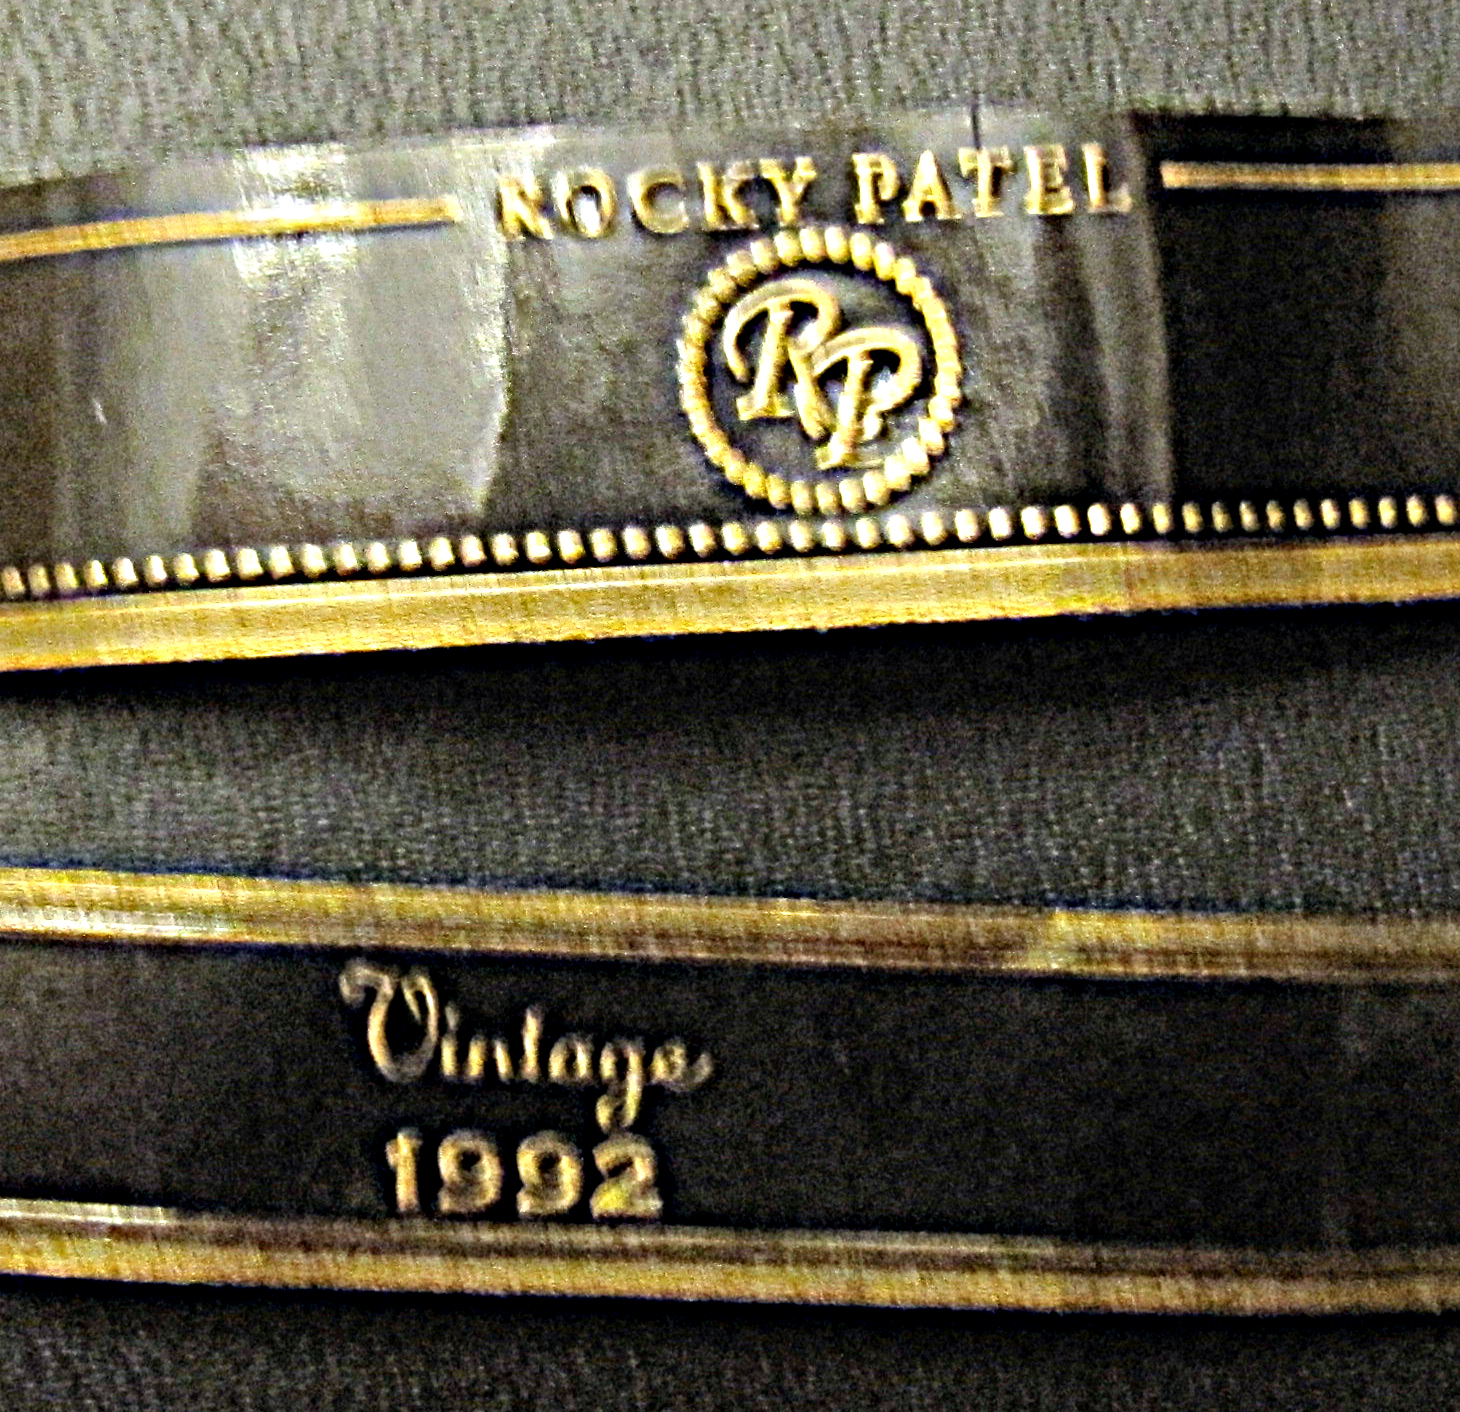 ROCKY PATEL
RP
Vintage
1992